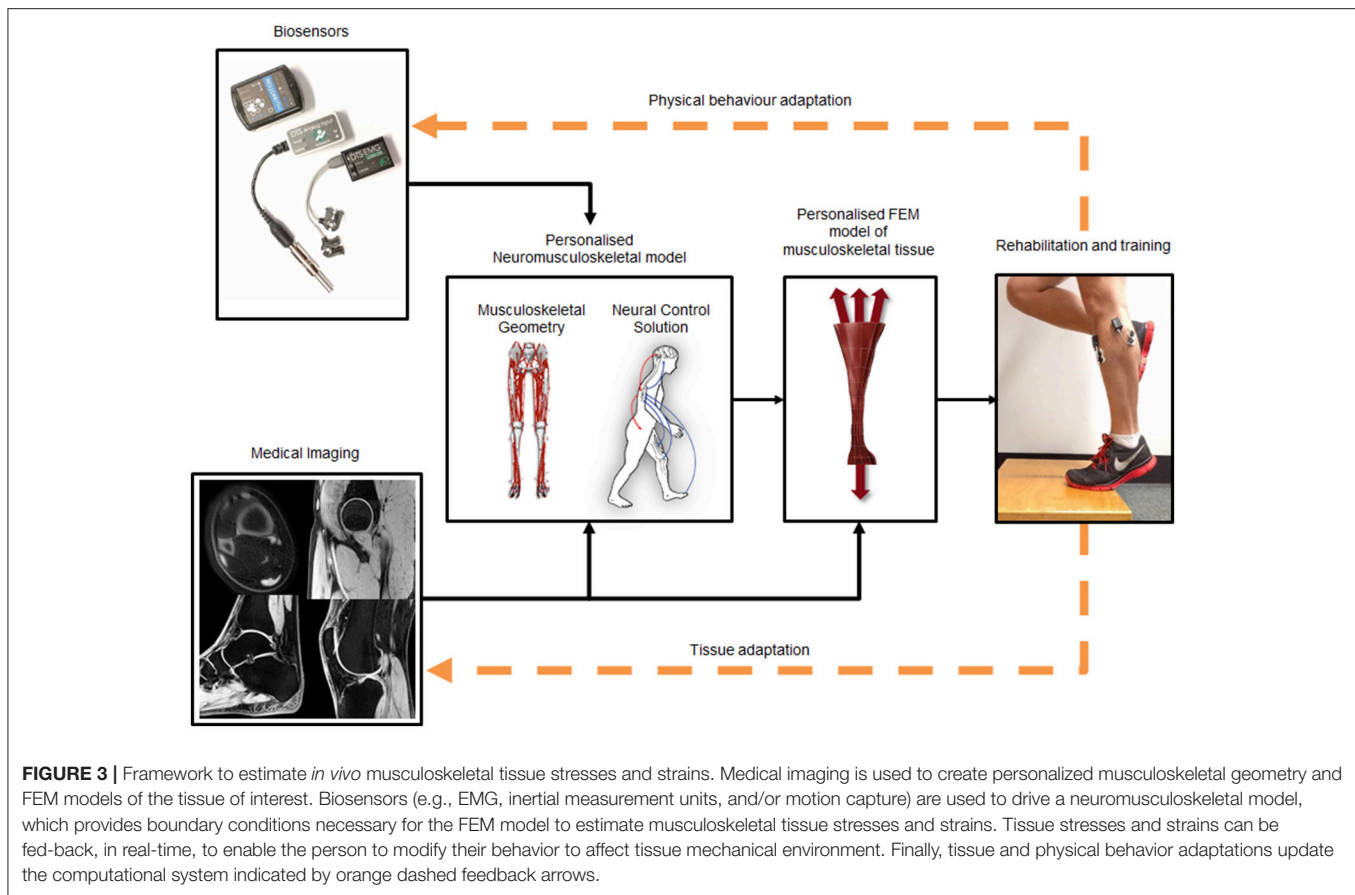 Biosensors
Physical behaviour adaptation
DTS Analog Input
DTS EMG
Personalised
Neuromusculoskeletal model
Personalised FEM
model of
musculoskeletal tissue
Rehabilitation and training
Musculoskeletal
Geometry
Neural Control
Solution
Medical Imaging
Tissue adaptation
FIGURE 3 | Framework to estimate in vivo musculoskeletal tissue stresses and strains. Medical imaging is used to create personalized musculoskeletal geometry and
FEM models of the tissue of interest. Biosensors (e.g., EMG, inertial measurement units, and/or motion capture) are used to drive a neuromusculoskeletal model,
which provides boundary conditions necessary for the FEM model to estimate musculoskeletal tissue stresses and strains. Tissue stresses and strains can be
fed-back, in real-time, to enable the person to modify their behavior to affect tissue mechanical environment. Finally, tissue and physical behavior adaptations update
the computational system indicated by orange dashed feedback arrows.